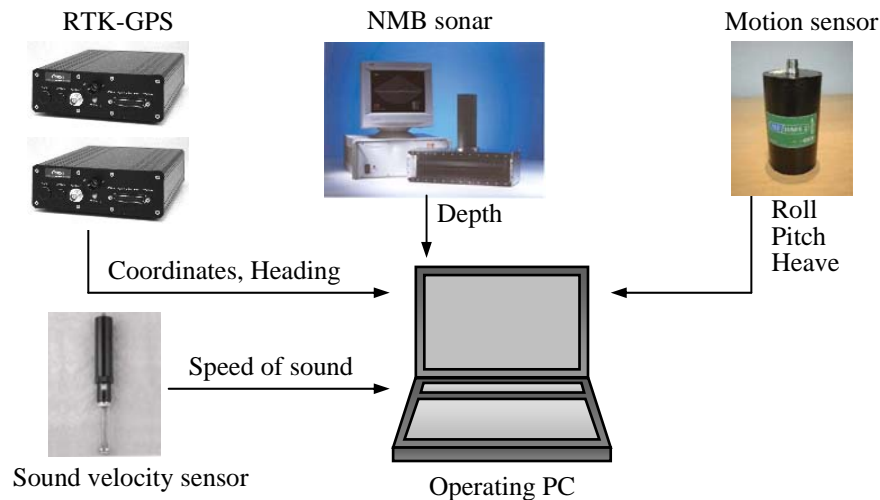 RTK-GPS
NMB sonar
Motion sensor
Depth
Roll
Pitch
Heave
Coordinates, Heading
Speed of sound
Sound velocity sensor
Operating PC